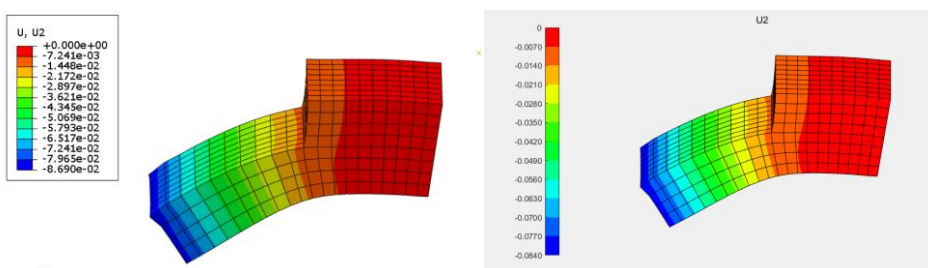 U, U2
+0.000e+00
-7.241e-03
-1.448e-02
-2.172e-02
-2.897e-02
-3.621e-02
-4.345e-02
-5.069e-02
-5.793e-02
-6.517e-02
-7.241e-02
-7.965e-02
-8.690e-02
U2
0
-0.0070
-0.0140
-0.0210
-0.0280
-0.0350
-0.0420
-0.0490
-0.0560
-0.0630
-0.0700
-0.0770
-0.0840
x